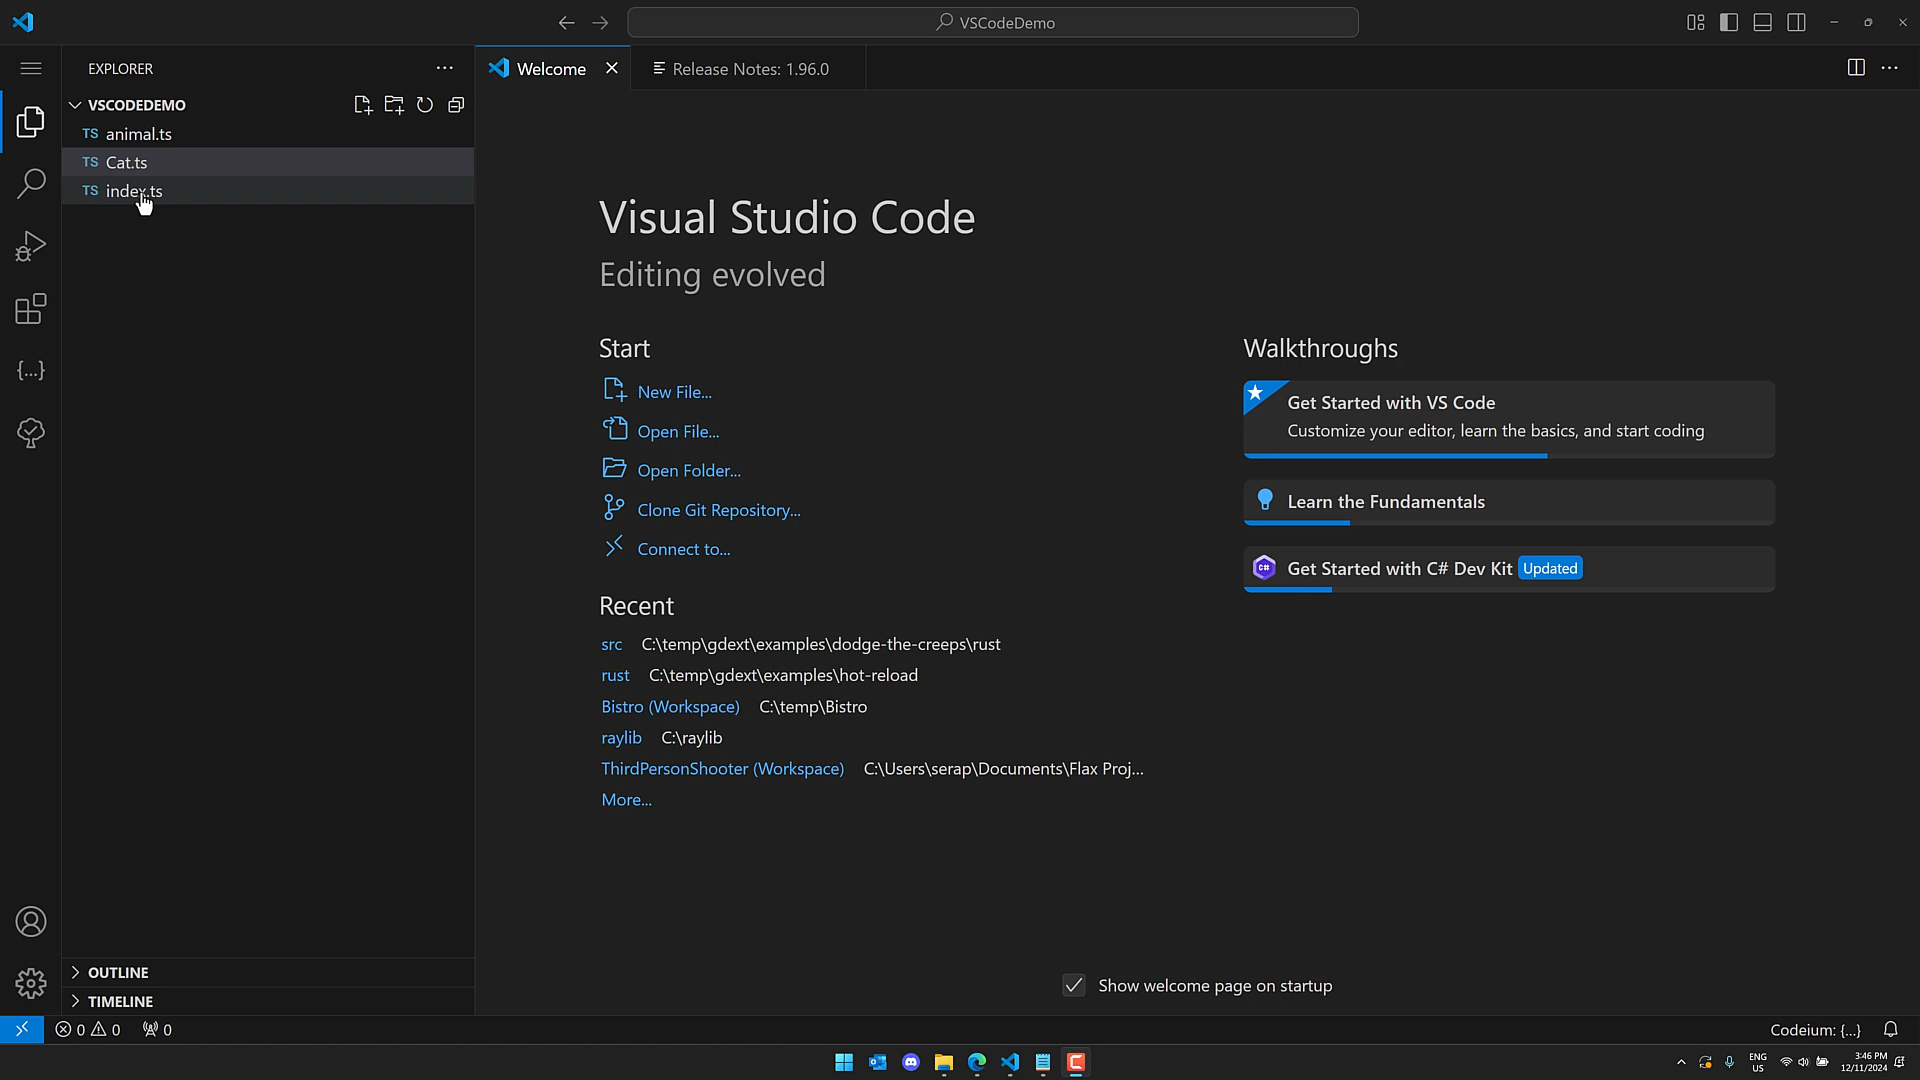 VSCodeDemo
EXPLORER
Welcome
Release Notes: 1.96.0
VSCODEDEMO
TS animal.ts
TS Cat.ts
TS index.ts
{...}
Visual Studio Code
Editing evolved
Start
New File...
Open File...
Open Folder...
Clone Git Repository...
Connect to...
Recent
src C:\temp\gdext\examples\dodge-the-creeps\rust
rust C:\temp\gdext\examples\hot-reload
Bistro (Workspace) C:\temp\Bistro
raylib C:\raylib
ThirdPersonShooter (Workspace) C:\Users\serap\Documents\Flax Proj...
More...
Walkthroughs
Get Started with VS Code
Customize your editor, learn the basics, and start coding
Learn the Fundamentals
C# Get Started with C# Dev Kit Updated
Show welcome page on startup
OUTLINE
TIMELINE
0 0 0
Codeium: {...}
ENG
US
3:46 PM
12/11/2024